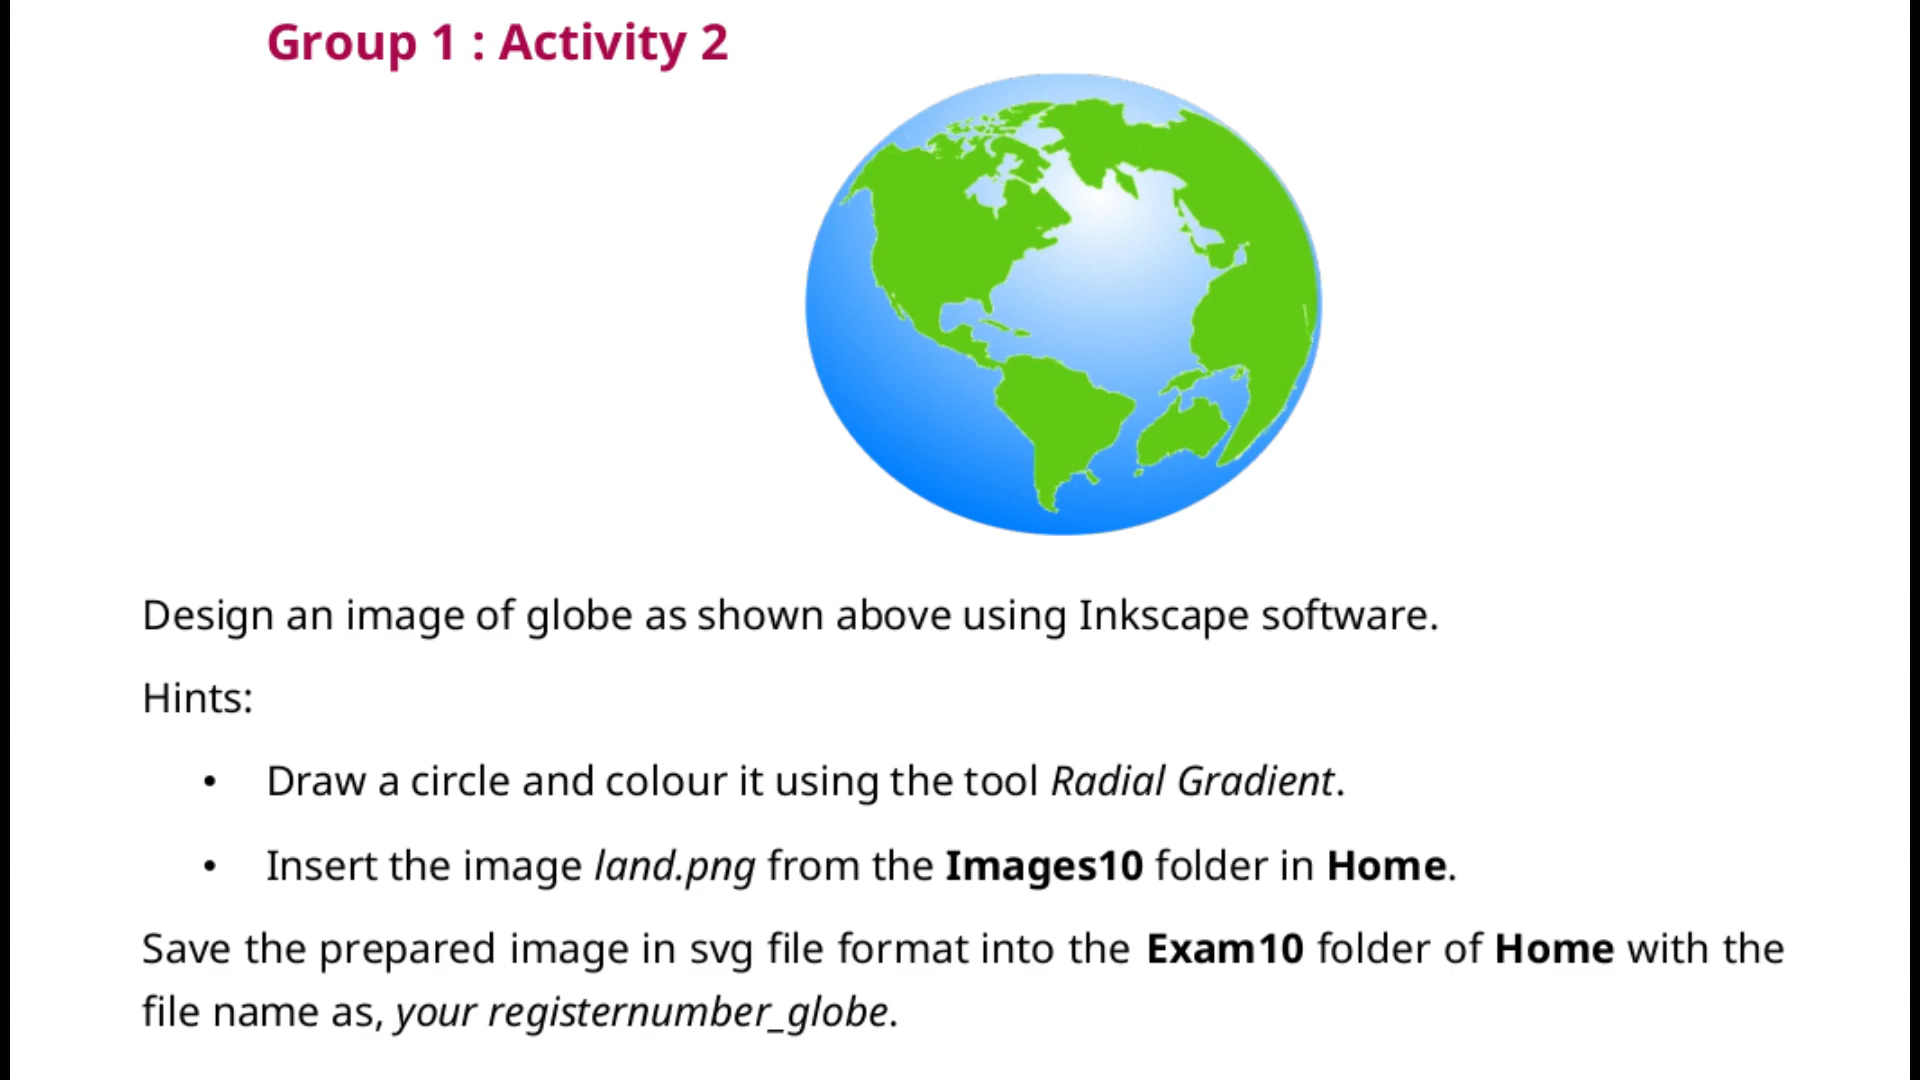 Group 1 : Activity 2
Design an image of globe as shown above using Inkscape software.
Hints:
• Draw a circle and colour it using the tool Radial Gradient.
• Insert the image land.png from the Images10 folder in Home.
Save the prepared image in svg file format into the Exam10 folder of Home with the
file name as, your registernumber_globe.